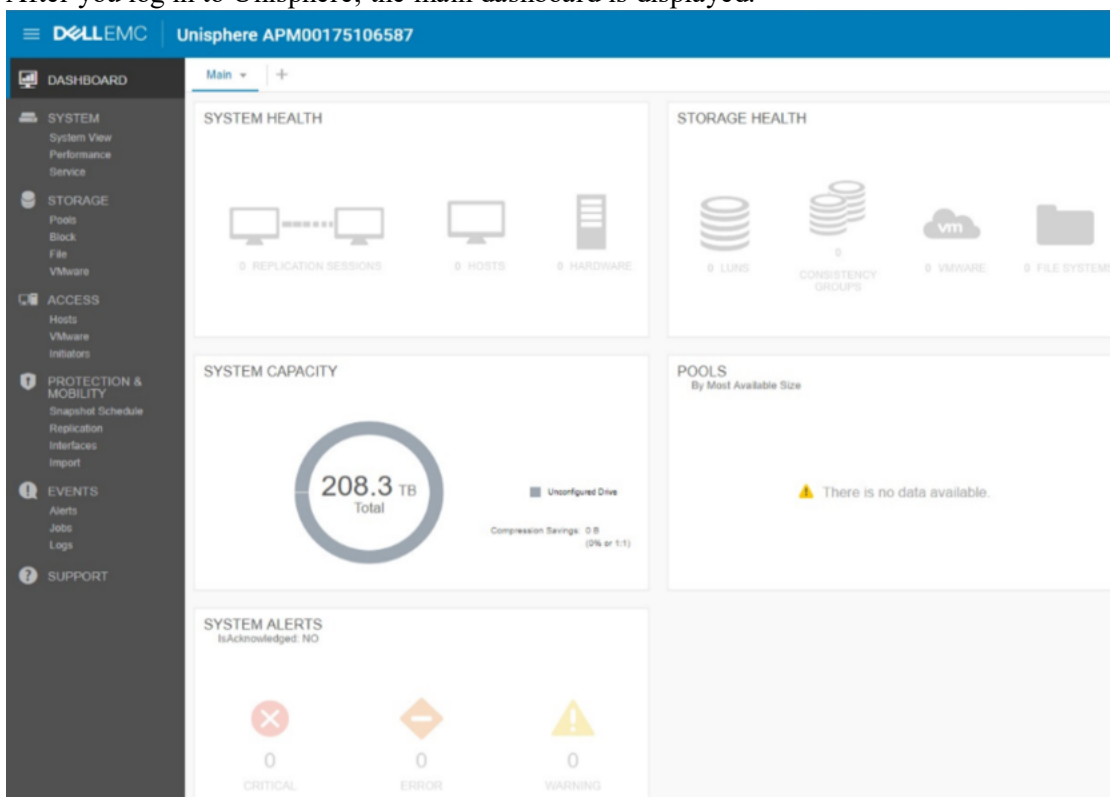 After you log in to Unisphere, the main dashboard is displayed.
DELLEMC Unisphere APM00175106587
DASHBOARD
SYSTEM
System View
Performance
Service
STORAGE
Pools
Block
File
VMware
ACCESS
Hosts
VMware
Initiators
PROTECTION &
MOBILITY
Snapshot Schedule
Replication
Interfaces
Import
EVENTS
Alerts
Jobs
Logs
SUPPORT
Main
SYSTEM HEALTH
0 REPLICATION SESSIONS
0 HOSTS
0 HARDWARE
STORAGE HEALTH
0 LUNS
0
CONSISTENCY
GROUPS
vm
0 VMWARE
0 FILE SYSTEMS
SYSTEM CAPACITY
208.3 TB
Total
Unconfigured Drive
Compression Savings: 0 B
(0% or 1:1)
POOLS
By Most Available Size
There is no data available.
SYSTEM ALERTS
IsAcknowledged: NO
0
CRITICAL
0
ERROR
0
WARNING